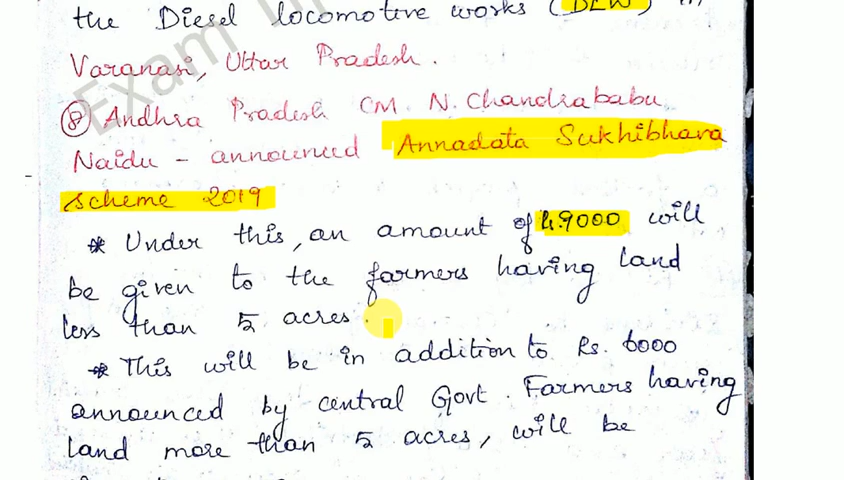 the Diesel locomotive works (DLW) in
Varanasi, Uttar Pradesh.
⑧ Andhra Pradesh CM. N. Chandrababu
Naidu - announced Annadata Sukhibhava
scheme 2019
* Under this, an amount of ₹.9000 will
be given to the farmers having land
less than 5 acres.
* This will be in addition to Rs. 6000
announced by central Govt. Farmers having
land more than 5 acres, will be
Exam